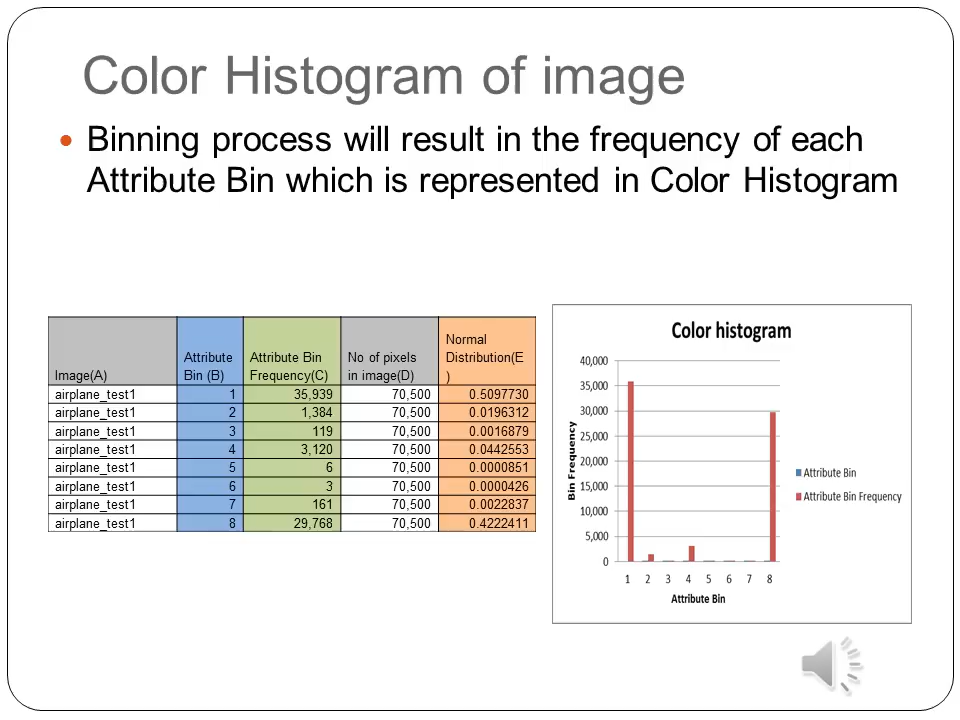 Color Histogram of image
Binning process will result in the frequency of each
Attribute Bin which is represented in Color Histogram
Image(A) Attribute Bin (B) Attribute Bin Frequency(C) No of pixels in image(D) Normal Distribution(E )
airplane_test1 1 35,939 70,500 0.5097730
airplane_test1 2 1,384 70,500 0.0196312
airplane_test1 3 119 70,500 0.0016879
airplane_test1 4 3,120 70,500 0.0442553
airplane_test1 5 6 70,500 0.0000851
airplane_test1 6 3 70,500 0.0000426
airplane_test1 7 161 70,500 0.0022837
airplane_test1 8 29,768 70,500 0.4222411
Color histogram
Bin Frequency
40,000
35,000
30,000
25,000
20,000
15,000
10,000
5,000
0
1 2 3 4 5 6 7 8
Attribute Bin
Attribute Bin
Attribute Bin Frequency